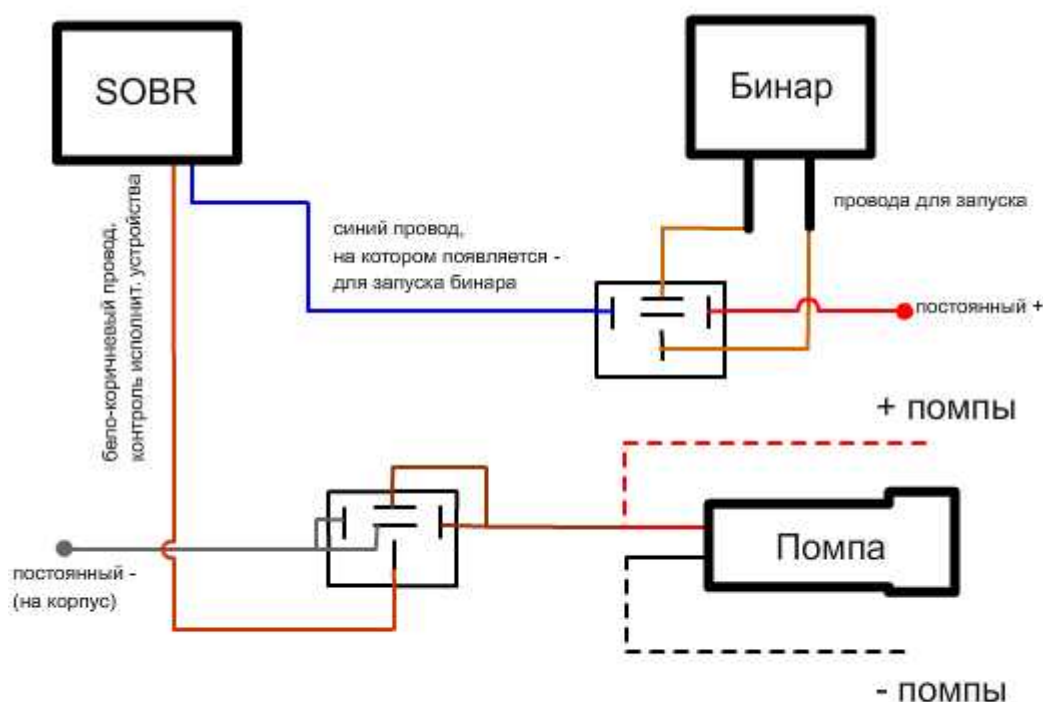 SOBR
Бинар
провода для запуска
бело-коричневый провод,
контроль исполнит. устройства
синий провод,
на котором появляется -
для запуска бинара
постоянный +
+ помпы
Помпа
постоянный -
(на корпус)
- помпы